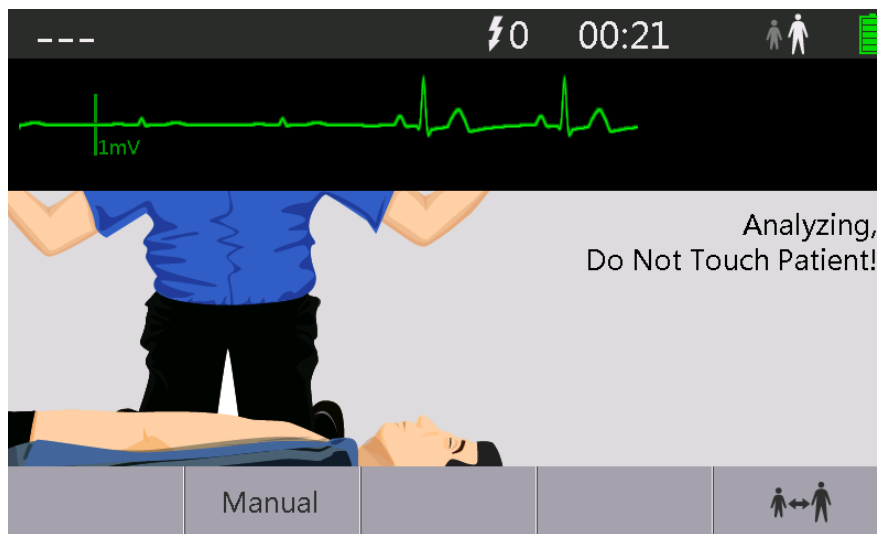 --- 0 00:21
1mV
Analyzing,
Do Not Touch Patient!
Manual